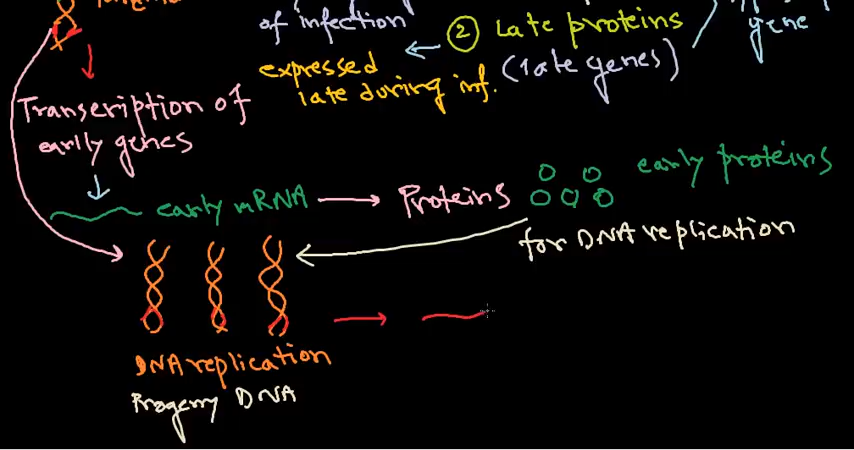 of infection
② Late proteins
gene
expressed
late during inf.
(late genes)
Transcription of
early genes
early mRNA
Proteins
early proteins
for DNA replication
DNA replication
Progeny DNA